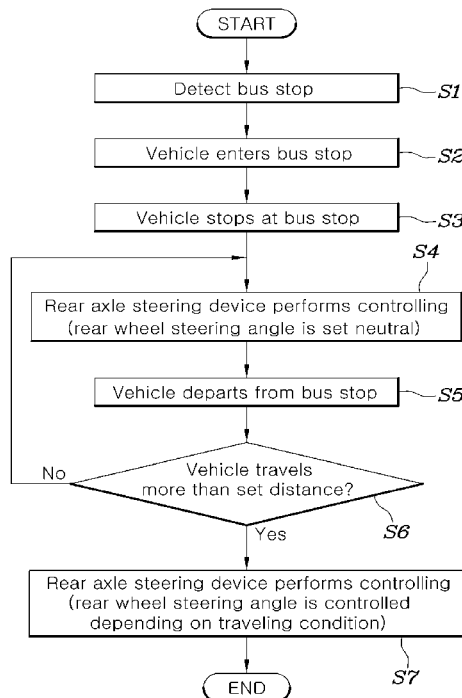 START
Detect bus stop
S1
Vehicle enters bus stop
S2
Vehicle stops at bus stop
S3
S4
Rear axle steering device performs controlling
(rear wheel steering angle is set neutral)
Vehicle departs from bus stop
S5
No
Vehicle travels
more than set distance?
S6
Yes
Rear axle steering device performs controlling
(rear wheel steering angle is controlled
depending on traveling condition)
S7
END